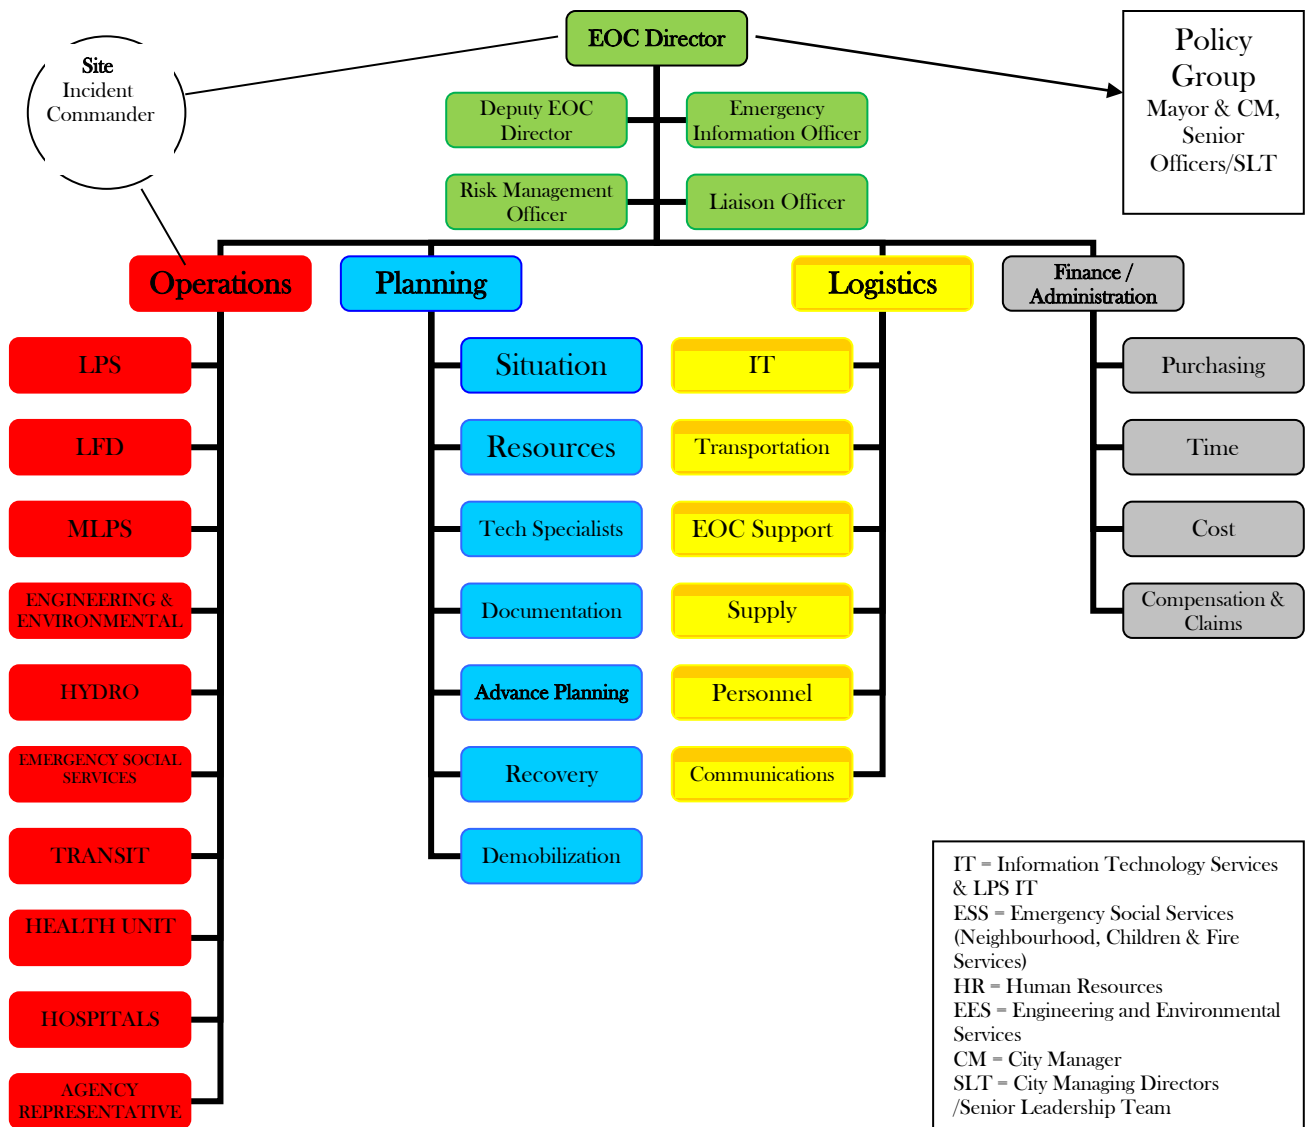 EOC Director
Site
Incident
Commander
Policy
Group
Mayor & CM,
Senior
Officers/SLT
Deputy EOC
Director
Emergency
Information Officer
Risk Management
Officer
Liaison Officer
Operations
Planning
Logistics
Finance /
Administration
LPS
LFD
MLPS
ENGINEERING &
ENVIRONMENTAL
HYDRO
EMERGENCY SOCIAL
SERVICES
TRANSIT
HEALTH UNIT
HOSPITALS
AGENCY
REPRESENTATIVE
Situation
Resources
Tech Specialists
Documentation
Advance Planning
Recovery
Demobilization
IT
Transportation
EOC Support
Supply
Personnel
Communications
Purchasing
Time
Cost
Compensation &
Claims
IT = Information Technology Services
& LPS IT
ESS = Emergency Social Services
(Neighbourhood, Children & Fire
Services)
HR = Human Resources
EES = Engineering and Environmental
Services
CM = City Manager
SLT = City Managing Directors
/Senior Leadership Team